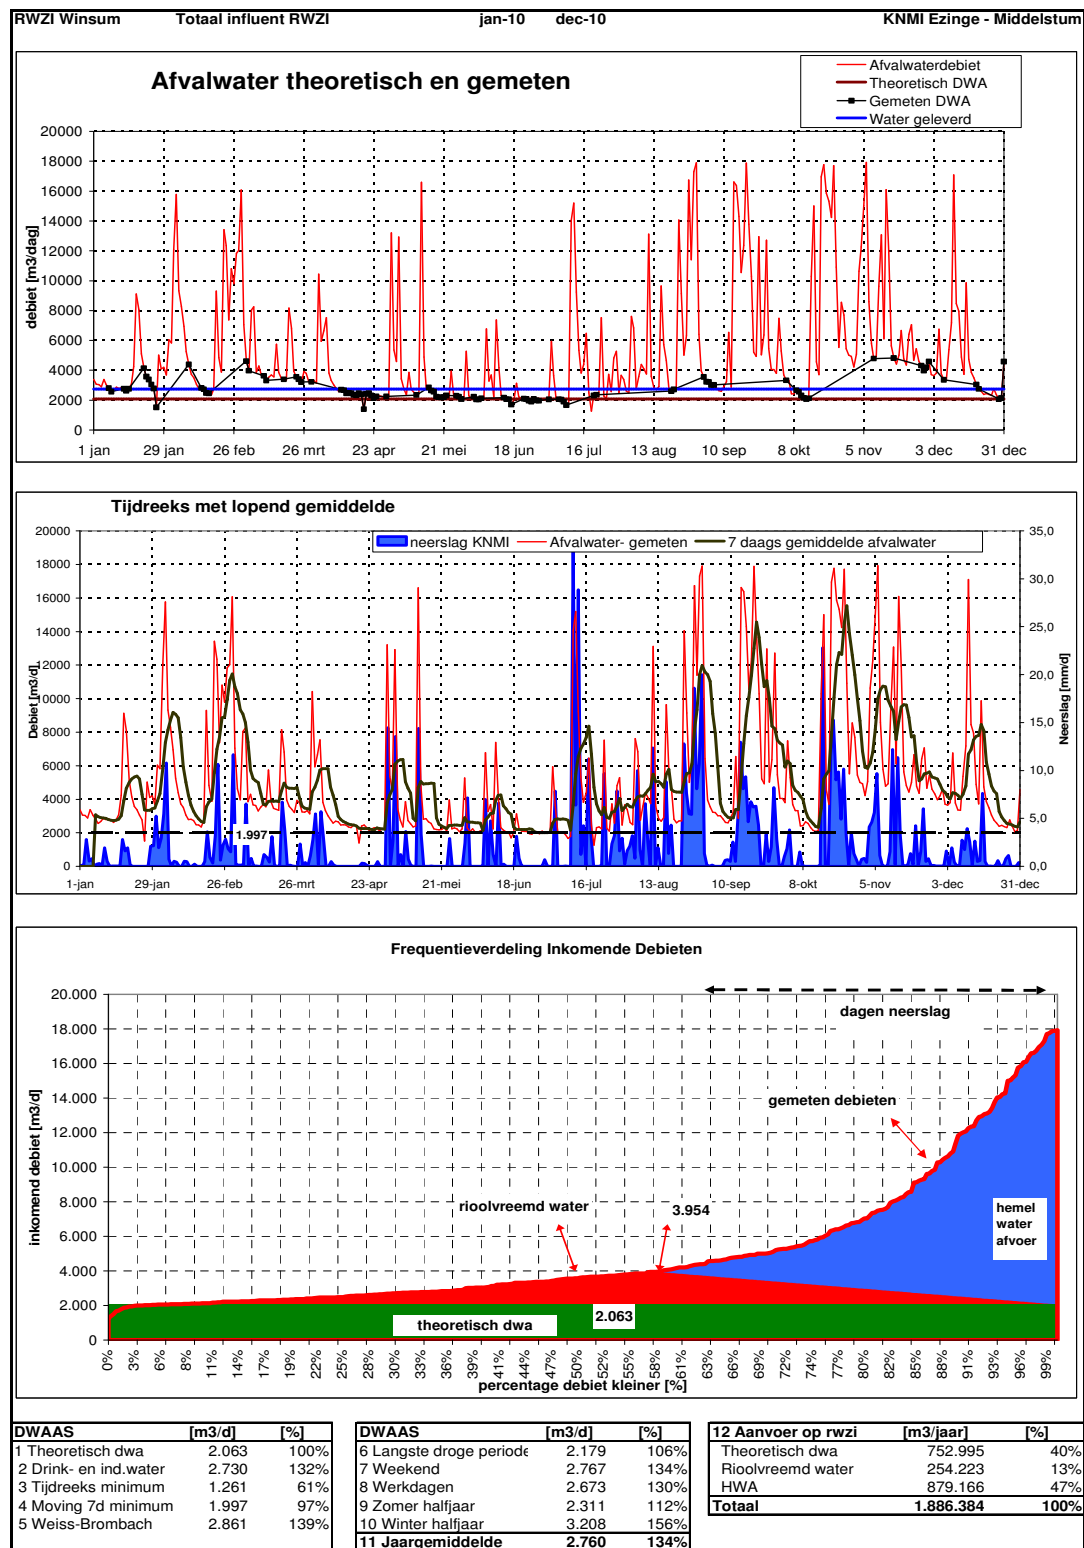 RWZI Winsum Totaal influent RWZI jan-10 dec-10 KNMI Ezinge - Middelstum
Afvalwater theoretisch en gemeten
Afvalwaterdebiet
Theoretisch DWA
Gemeten DWA
Water geleverd
debiet [m3/dag]
20000
18000
16000
14000
12000
10000
8000
6000
4000
2000
0
1 jan 29 jan 26 feb 26 mrt 23 apr 21 mei 18 jun 16 jul 13 aug 10 sep 8 okt 5 nov 3 dec 31 dec
Tijdreeks met lopend gemiddelde
neerslag KNMI Afvalwater- gemeten 7 daags gemiddelde afvalwater
Debiet [m3/d]
20000
18000
16000
14000
12000
10000
8000
6000
4000
2000
0
35,0
30,0
25,0
20,0
15,0
10,0
5,0
0,0
Neerslag [mm/d]
1.997
1-jan 29-jan 26-feb 26-mrt 23-apr 21-mei 18-jun 16-jul 13-aug 10-sep 8-okt 5-nov 3-dec 31-dec
Frequentieverdeling Inkomende Debieten
inkomend debiet [m3/d]
20.000
18.000
16.000
14.000
12.000
10.000
8.000
6.000
4.000
2.000
0
dagen neerslag
gemeten debieten
rioolvreemd water
3.954
hemel
water
afvoer
2.063
theoretisch dwa
0% 3% 6% 8% 11% 14% 17% 19% 22% 25% 28% 30% 33% 36% 39% 41% 44% 47% 50% 52% 55% 58% 61% 63% 66% 69% 72% 74% 77% 80% 83% 85% 88% 91% 93% 96% 99%
percentage debiet kleiner [%]
DWAAS [m3/d] [%]
1 Theoretisch dwa 2.063 100%
2 Drink- en ind.water 2.730 132%
3 Tijdreeks minimum 1.261 61%
4 Moving 7d minimum 1.997 97%
5 Weiss-Brombach 2.861 139%
DWAAS [m3/d] [%]
6 Langste droge periode 2.179 106%
7 Weekend 2.767 134%
8 Werkdagen 2.673 130%
9 Zomer halfjaar 2.311 112%
10 Winter halfjaar 3.208 156%
11 Jaargemiddelde 2.760 134%
12 Aanvoer op rwzi [m3/jaar] [%]
Theoretisch dwa 752.995 40%
Rioolvreemd water 254.223 13%
HWA 879.166 47%
Totaal 1.886.384 100%